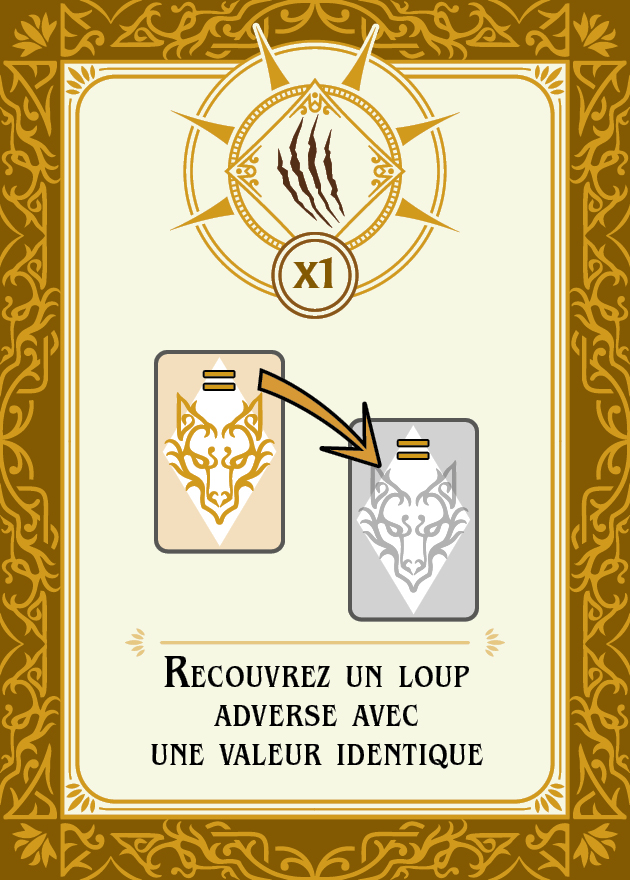 X1
=
=
Recouvrez un loup
adverse avec
une valeur identique